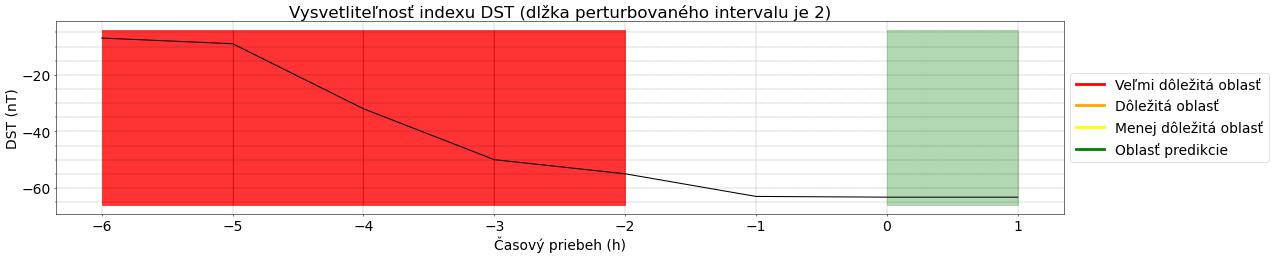 Vysvetliteľnosť indexu DST (dĺžka perturbovaného intervalu je 2)
DST (nT)
−20
−40
−60
−6 −5 −4 −3 −2 −1 0 1
Časový priebeh (h)
Veľmi dôležitá oblasť
Dôležitá oblasť
Menej dôležitá oblasť
Oblasť predikcie